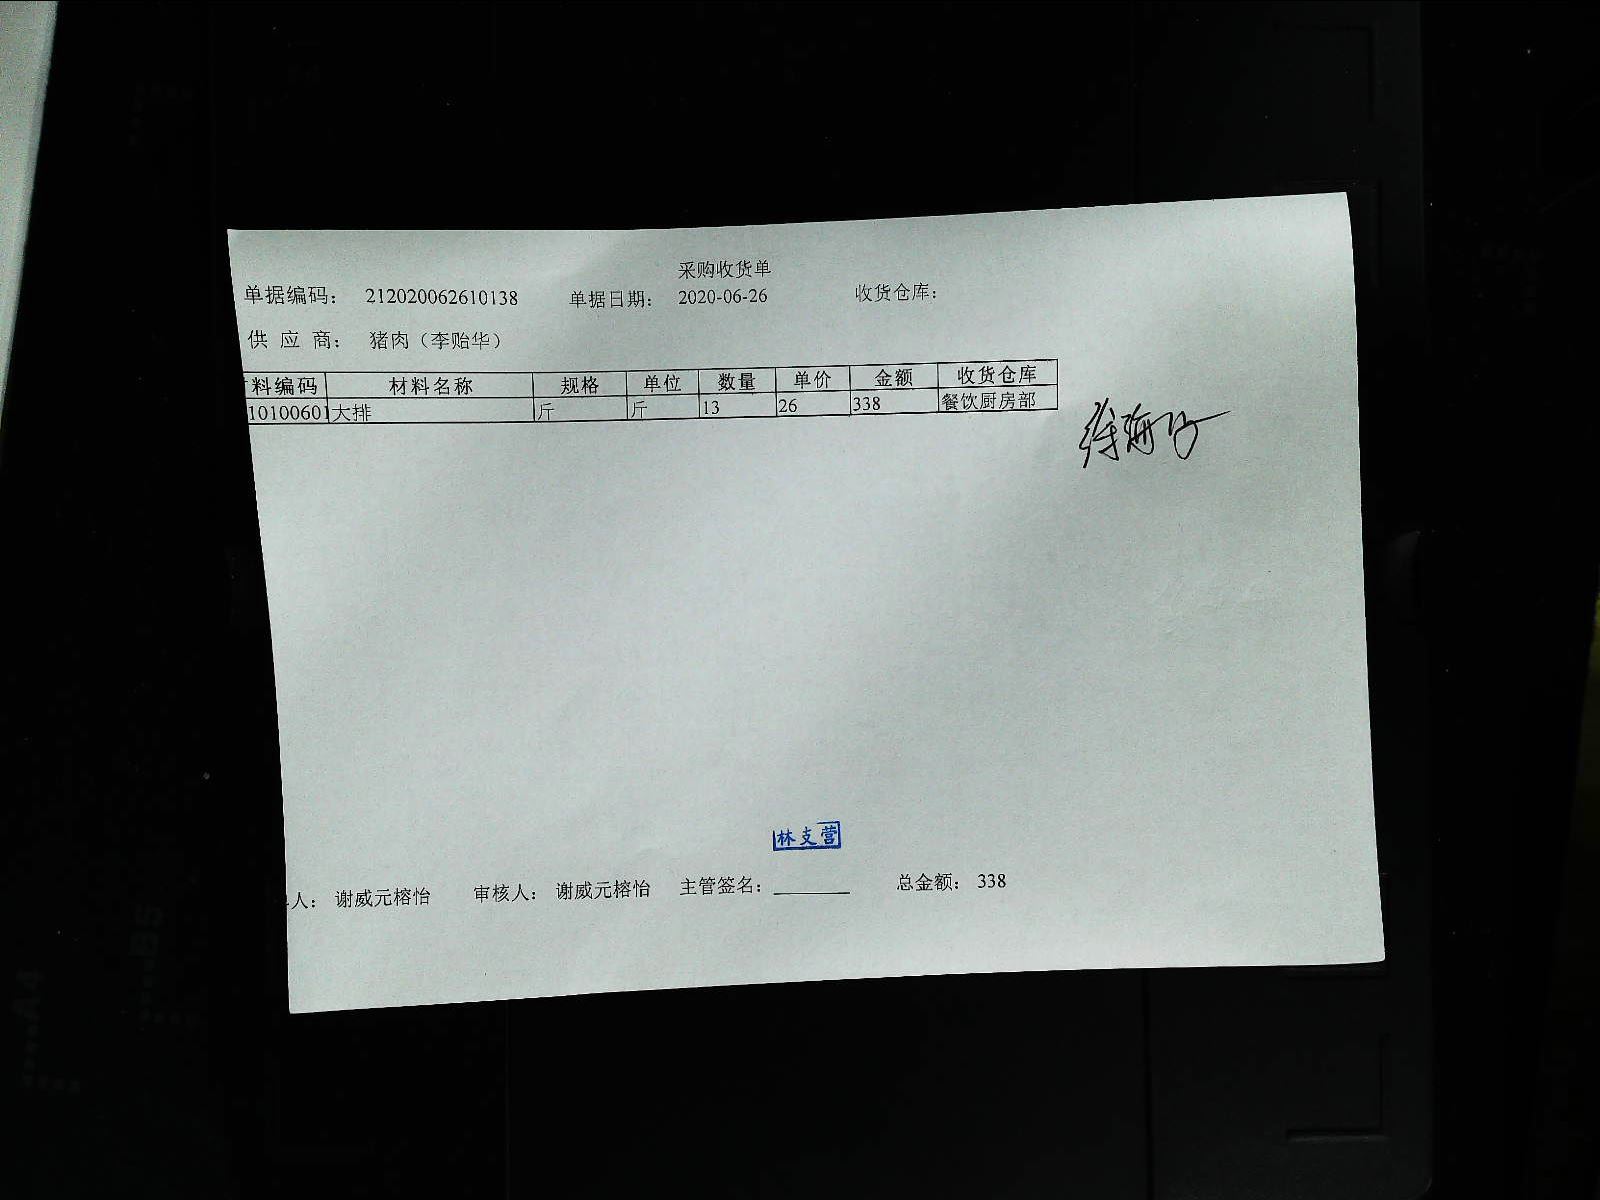 采购收货单
单据编码： 212020062610138 单据日期： 2020-06-26 收货仓库：
供 应 商： 猪肉（李贻华）
料编码 材料名称 规格 单位 数量 单价 金额 收货仓库
10100601 大排 斤 斤 13 26 338 餐饮厨房部
林支营
人： 谢威元榕怡 审核人： 谢威元榕怡 主管签名： 总金额： 338